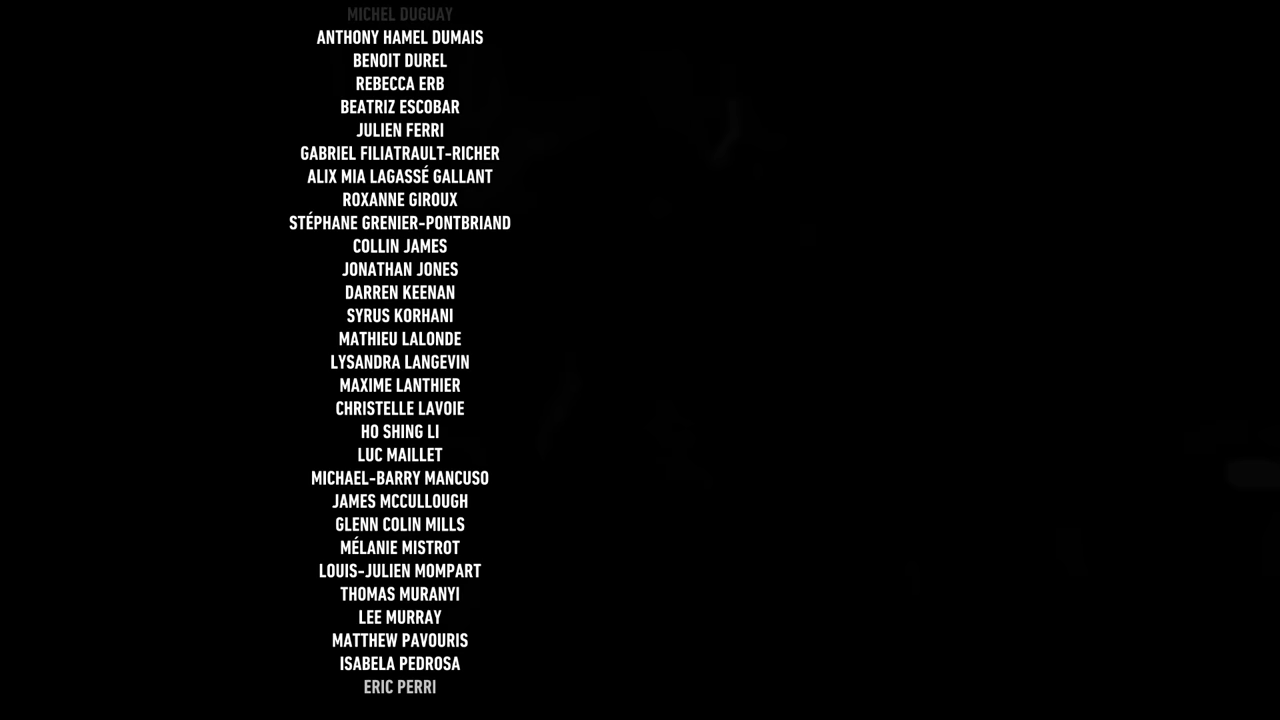 MICHEL DUGUAY
ANTHONY HAMEL DUMAIS
BENOIT DUREL
REBECCA ERB
BEATRIZ ESCOBAR
JULIEN FERRI
GABRIEL FILIATRAULT-RICHER
ALIX MIA LAGASSÉ GALLANT
ROXANNE GIROUX
STÉPHANE GRENIER-PONTBRIAND
COLLIN JAMES
JONATHAN JONES
DARREN KEENAN
SYRUS KORHANI
MATHIEU LALONDE
LYSANDRA LANGEVIN
MAXIME LANTHIER
CHRISTELLE LAVOIE
HO SHING LI
LUC MAILLET
MICHAEL-BARRY MANCUSO
JAMES MCCULLOUGH
GLENN COLIN MILLS
MÉLANIE MISTROT
LOUIS-JULIEN MOMPART
THOMAS MURANYI
LEE MURRAY
MATTHEW PAVOURIS
ISABELA PEDROSA
ERIC PERRI